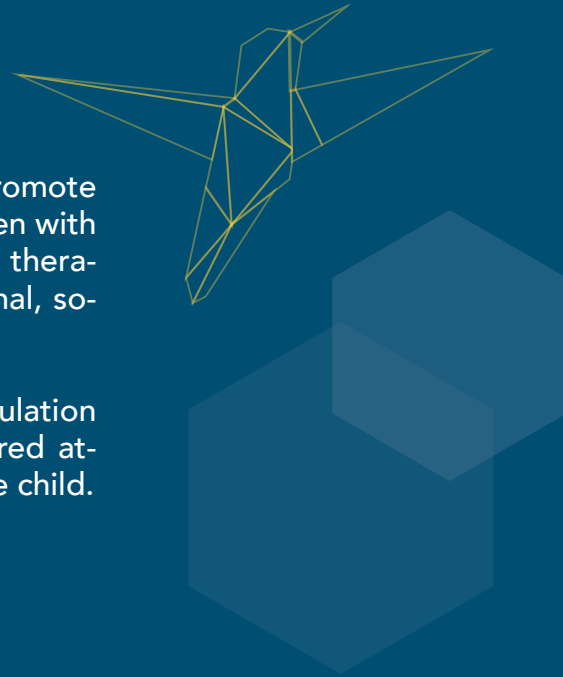 romote
en with
thera-
nal, so-
ulation
red at-
e child.